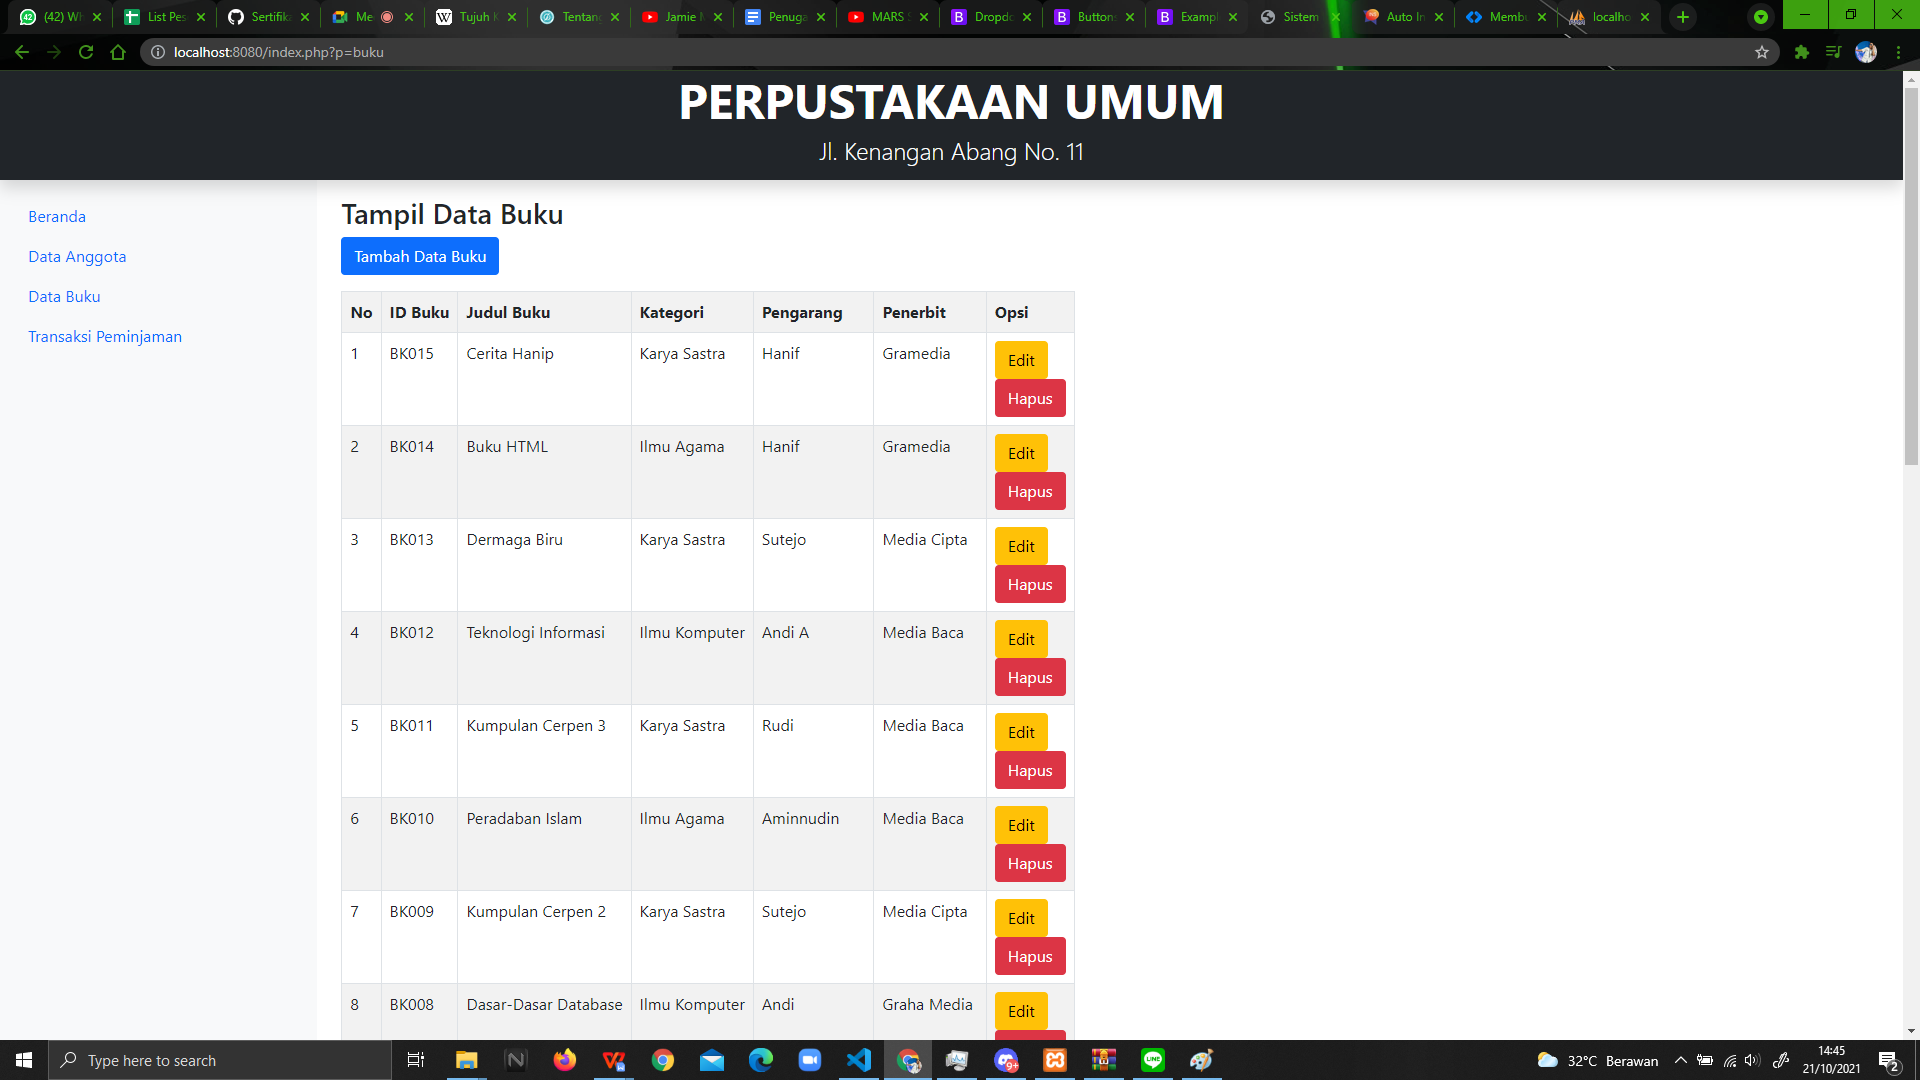 (42) Wh
List Pes
Sertifik
Me
Tujuh K
Tentang
Jamie M
Penuga
MARS
Dropdo
Button
Exampl
Sistem
Auto In
Membu
localho
localhost:8080/index.php?p=buku
PERPUSTAKAAN UMUM
Jl. Kenangan Abang No. 11
Beranda
Data Anggota
Data Buku
Transaksi Peminjaman
Tampil Data Buku
Tambah Data Buku
No ID Buku Judul Buku Kategori Pengarang Penerbit Opsi
1 BK015 Cerita Hanip Karya Sastra Hanif Gramedia Edit
Hapus
2 BK014 Buku HTML Ilmu Agama Hanif Gramedia Edit
Hapus
3 BK013 Dermaga Biru Karya Sastra Sutejo Media Cipta Edit
Hapus
4 BK012 Teknologi Informasi Ilmu Komputer Andi A Media Baca Edit
Hapus
5 BK011 Kumpulan Cerpen 3 Karya Sastra Rudi Media Baca Edit
Hapus
6 BK010 Peradaban Islam Ilmu Agama Aminnudin Media Baca Edit
Hapus
7 BK009 Kumpulan Cerpen 2 Karya Sastra Sutejo Media Cipta Edit
Hapus
8 BK008 Dasar-Dasar Database Ilmu Komputer Andi Graha Media Edit
Type here to search
32°C Berawan
14:45
21/10/2021
2